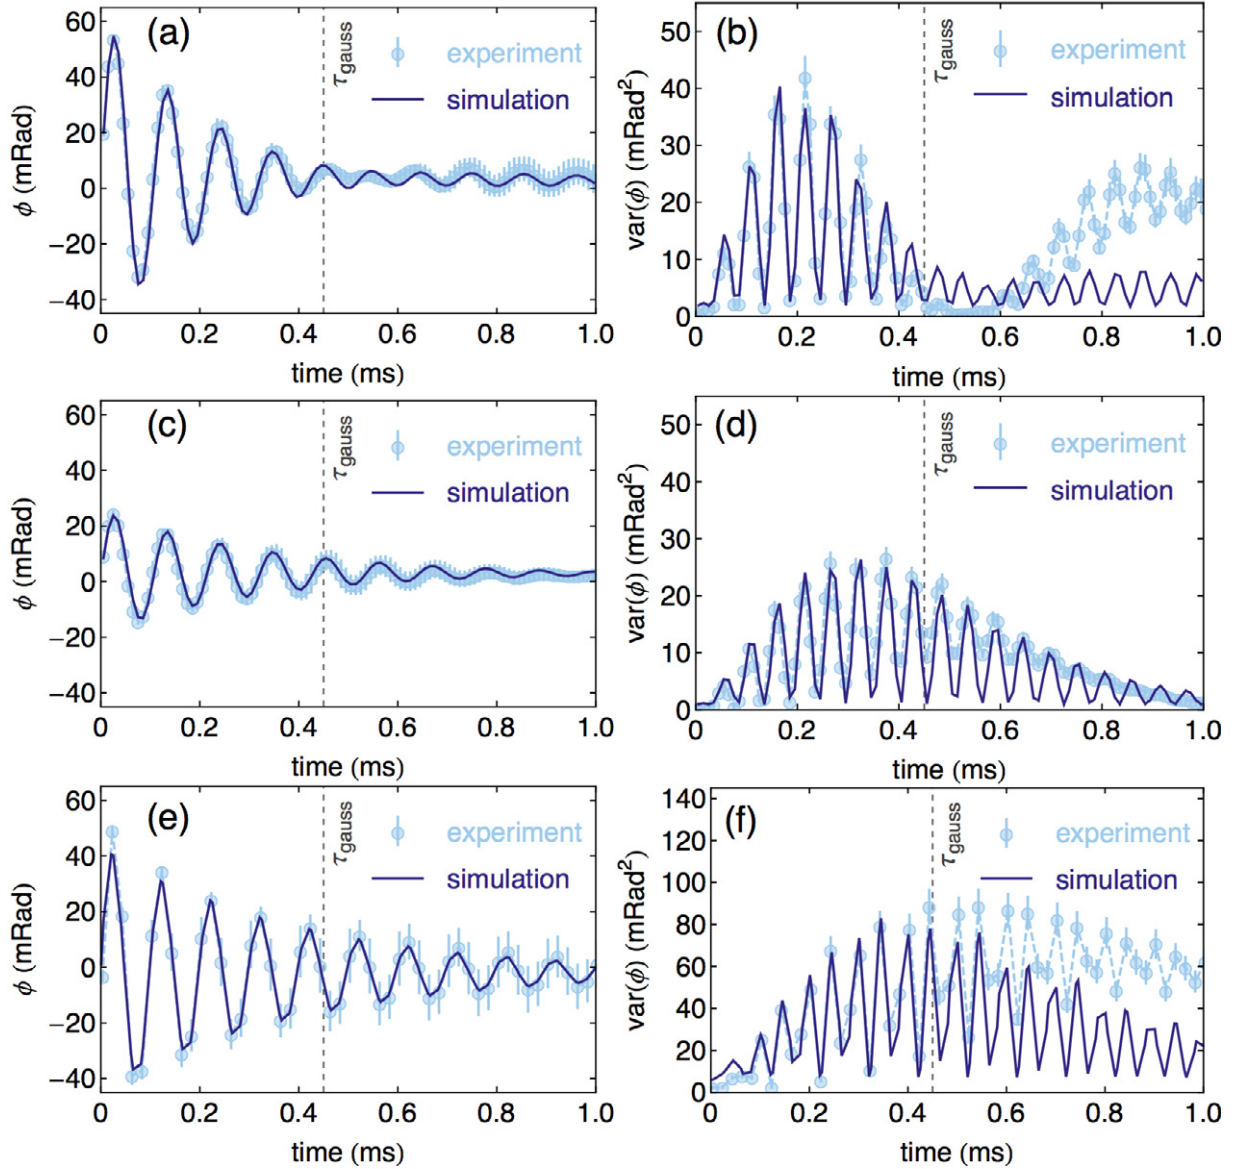 (a)
τgauss
experiment
simulation
60
40
20
0
−20
−40
ϕ (mRad)
0
0.2
0.4
0.6
0.8
1.0
time (ms)
(b)
τgauss
experiment
simulation
50
40
30
20
10
0
var(ϕ) (mRad²)
0
0.2
0.4
0.6
0.8
1.0
time (ms)
(c)
τgauss
experiment
simulation
60
40
20
0
−20
−40
ϕ (mRad)
0
0.2
0.4
0.6
0.8
1.0
time (ms)
(d)
τgauss
experiment
simulation
50
40
30
20
10
0
var(ϕ) (mRad²)
0
0.2
0.4
0.6
0.8
1.0
time (ms)
(e)
τgauss
experiment
simulation
60
40
20
0
−20
−40
ϕ (mRad)
0
0.2
0.4
0.6
0.8
1.0
time (ms)
(f)
τgauss
experiment
simulation
140
120
100
80
60
40
20
0
var(ϕ) (mRad²)
0
0.2
0.4
0.6
0.8
1.0
time (ms)